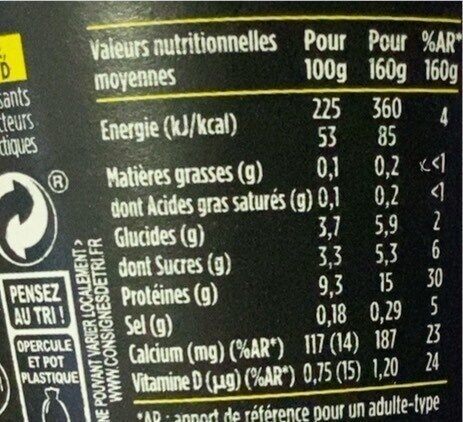 Valeurs nutritionnelles Pour Pour %AR*
moyennes 100g 160g 160g
Energie (kJ/kcal) 225 360 4
53 85
Matières grasses (g) 0,1 0,2 <1
dont Acides gras saturés (g) 0,1 0,2 <1
Glucides (g) 3,7 5,9 2
dont Sucres (g) 3,3 5,3 6
Protéines (g) 9,3 15 30
Sel (g) 0,18 0,29 5
Calcium (mg) (%AR*) 117 (14) 187 23
Vitamine D (µg) (%AR*) 0,75 (15) 1,20 24
*AR : apport de référence pour un adulte-type
®
PENSEZ
AU TRI !
OPERCULE
ET POT
PLASTIQUE
NE POUVANT VARIER LOCALEMENT >
WWW.CONSIGNESDETRI.FR